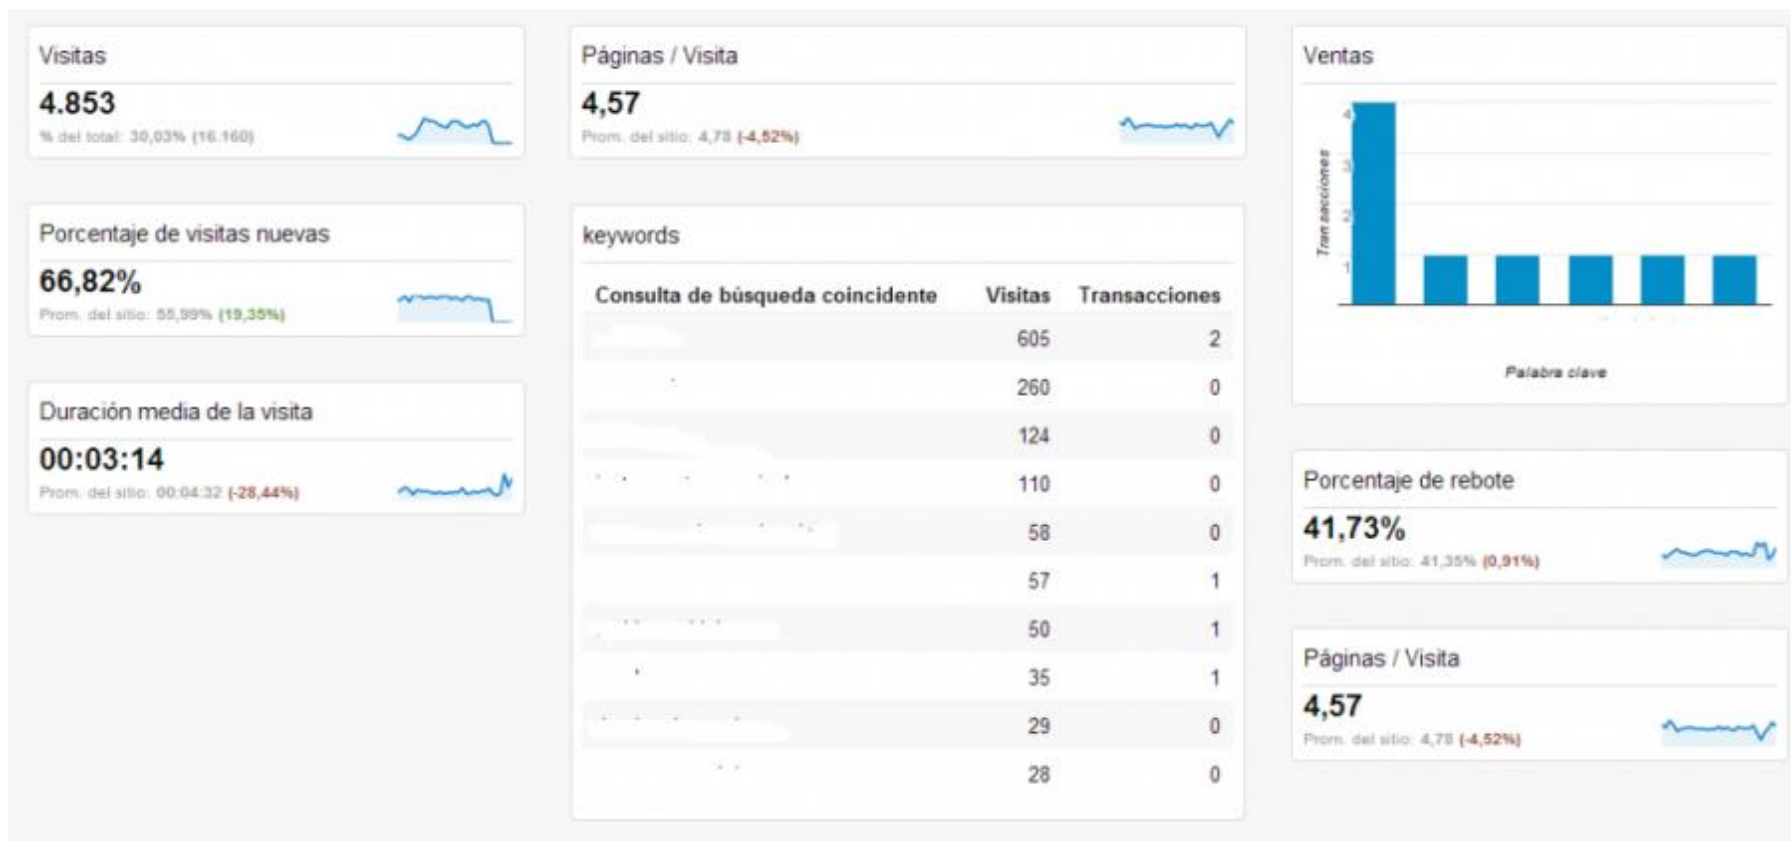 Visitas
4.853
% del total: 30,03% (16.160)
Porcentaje de visitas nuevas
66,82%
Prom. del sitio: 55,99% (19,35%)
Duración media de la visita
00:03:14
Prom. del sitio: 00:04:32 (-28,44%)
Páginas / Visita
4,57
Prom. del sitio: 4,78 (-4,52%)
keywords
Consulta de búsqueda coincidente Visitas Transacciones
605 2
260 0
124 0
110 0
58 0
57 1
50 1
35 1
29 0
28 0
Ventas
4
3
2
1
Transacciones
Palabra clave
Porcentaje de rebote
41,73%
Prom. del sitio: 41,35% (0,91%)
Páginas / Visita
4,57
Prom. del sitio: 4,78 (-4,52%)